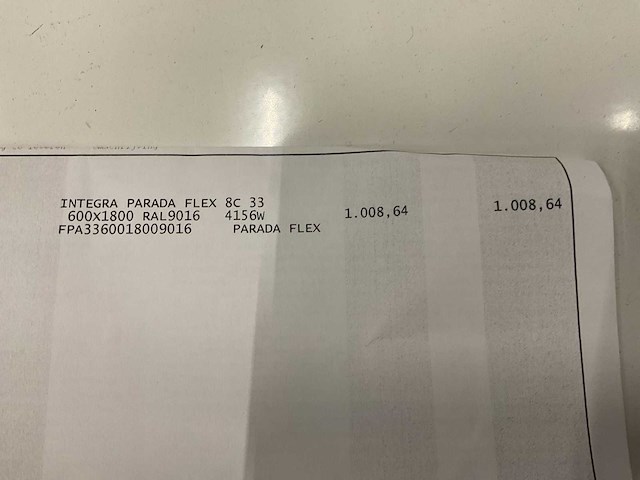 INTEGRA PARADA FLEX 8C 33
600X1800 RAL9016 4156W 1.008,64 1.008,64
FPA3360018009016 PARADA FLEX